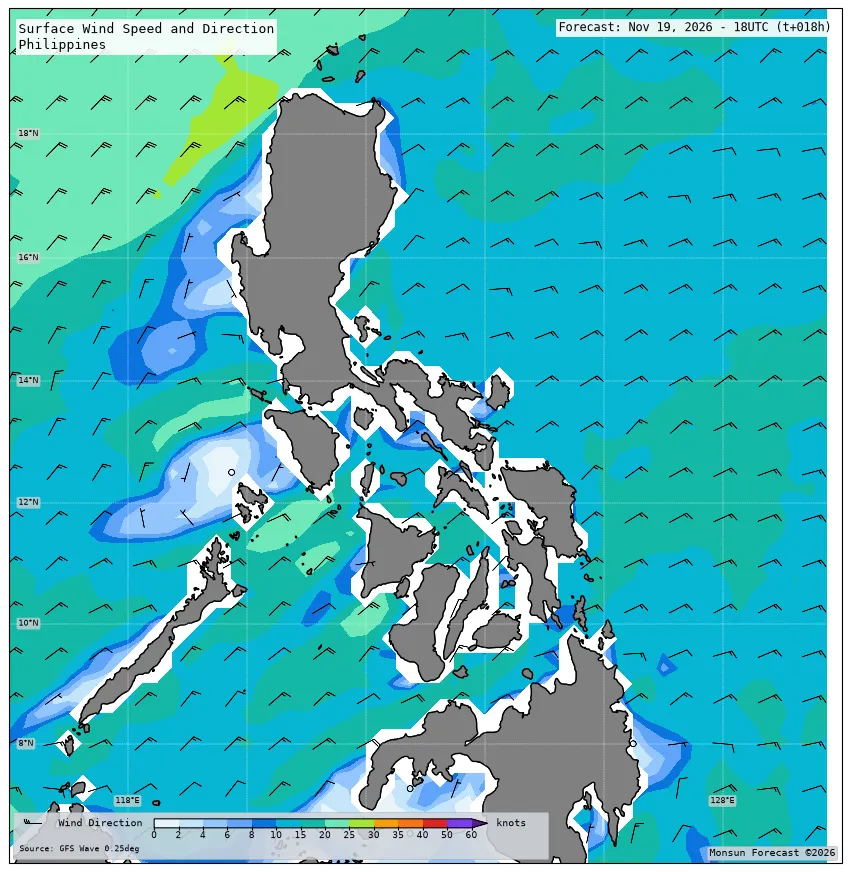 Surface Wind Speed and Direction
Philippines
Forecast: Nov 19, 2026 - 18UTC (t+018h)
18°N
16°N
14°N
12°N
10°N
8°N
118°E
128°E
Wind Direction
knots
0 2 4 6 8 10 15 20 25 30 35 40 50 60
Source: GFS Wave 0.25deg
Monsun Forecast ©2026